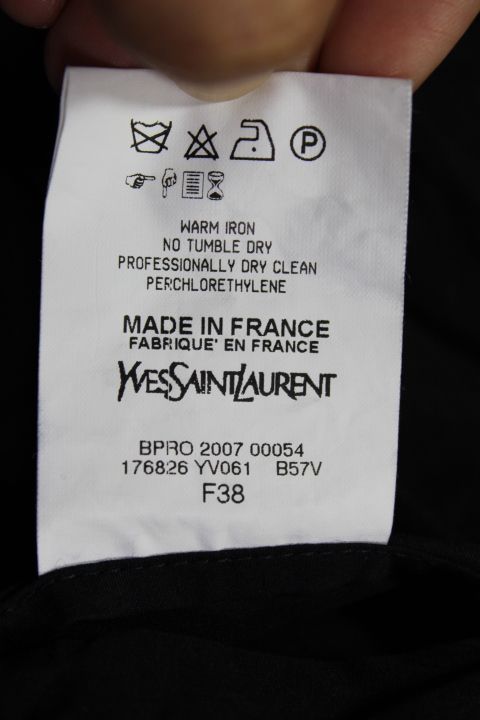 P
WARM IRON
NO TUMBLE DRY
PROFESSIONALLY DRY CLEAN
PERCHLORETHYLENE
MADE IN FRANCE
FABRIQUE' EN FRANCE
YVESSAINTLAURENT
BPRO 2007 00054
176826 YV061 B57V
F38